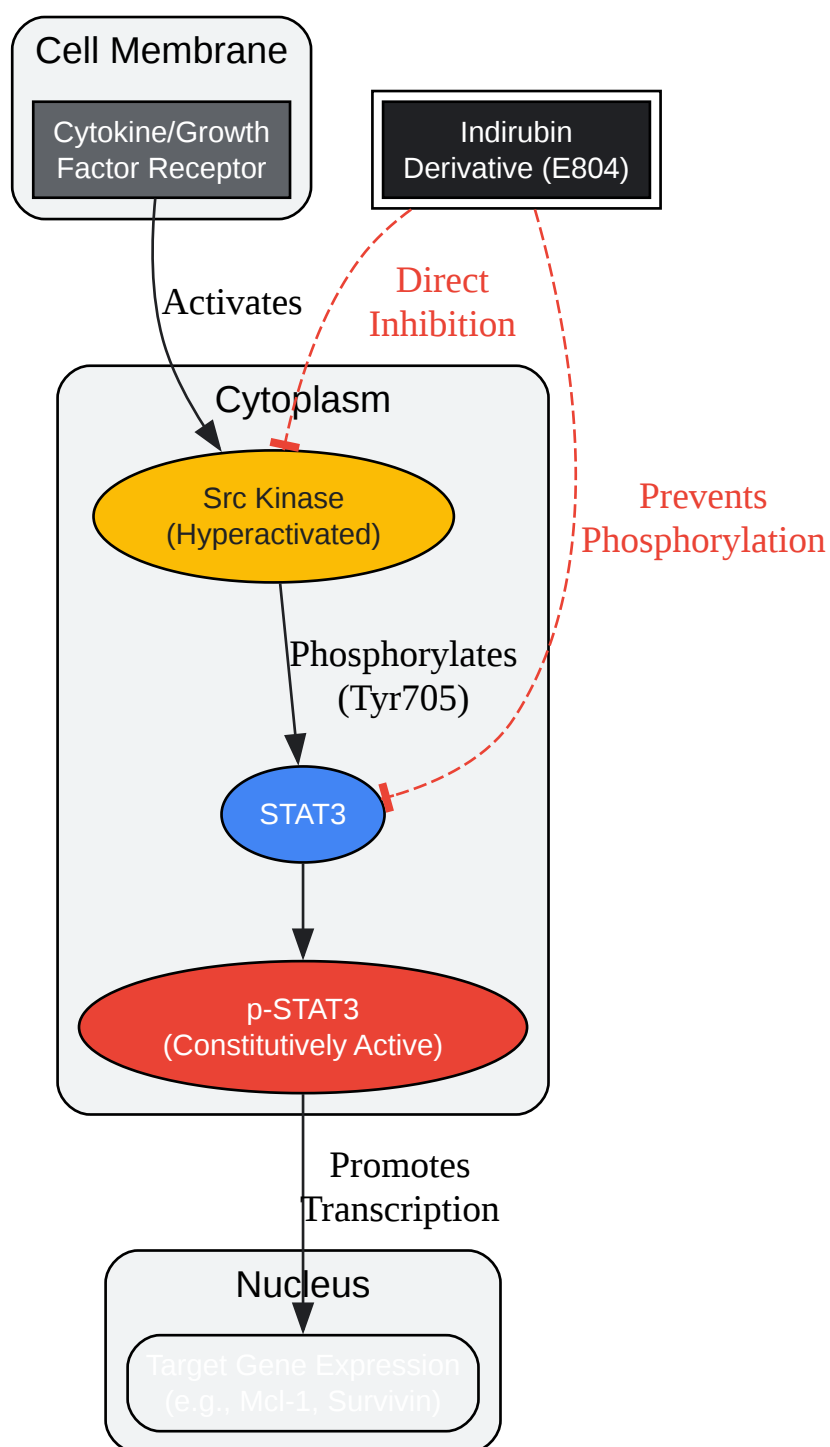 Cell Membrane
Cytokine/Growth
Factor Receptor
Indirubin
Derivative (E804)
Activates
Direct
Inhibition
Cytoplasm
Src Kinase
(Hyperactivated)
Prevents
Phosphorylation
Phosphorylates
(Tyr705)
STAT3
p-STAT3
(Constitutively Active)
Promotes
Transcription
Nucleus
Target Gene Expression
(e.g., Mcl-1, Survivin)